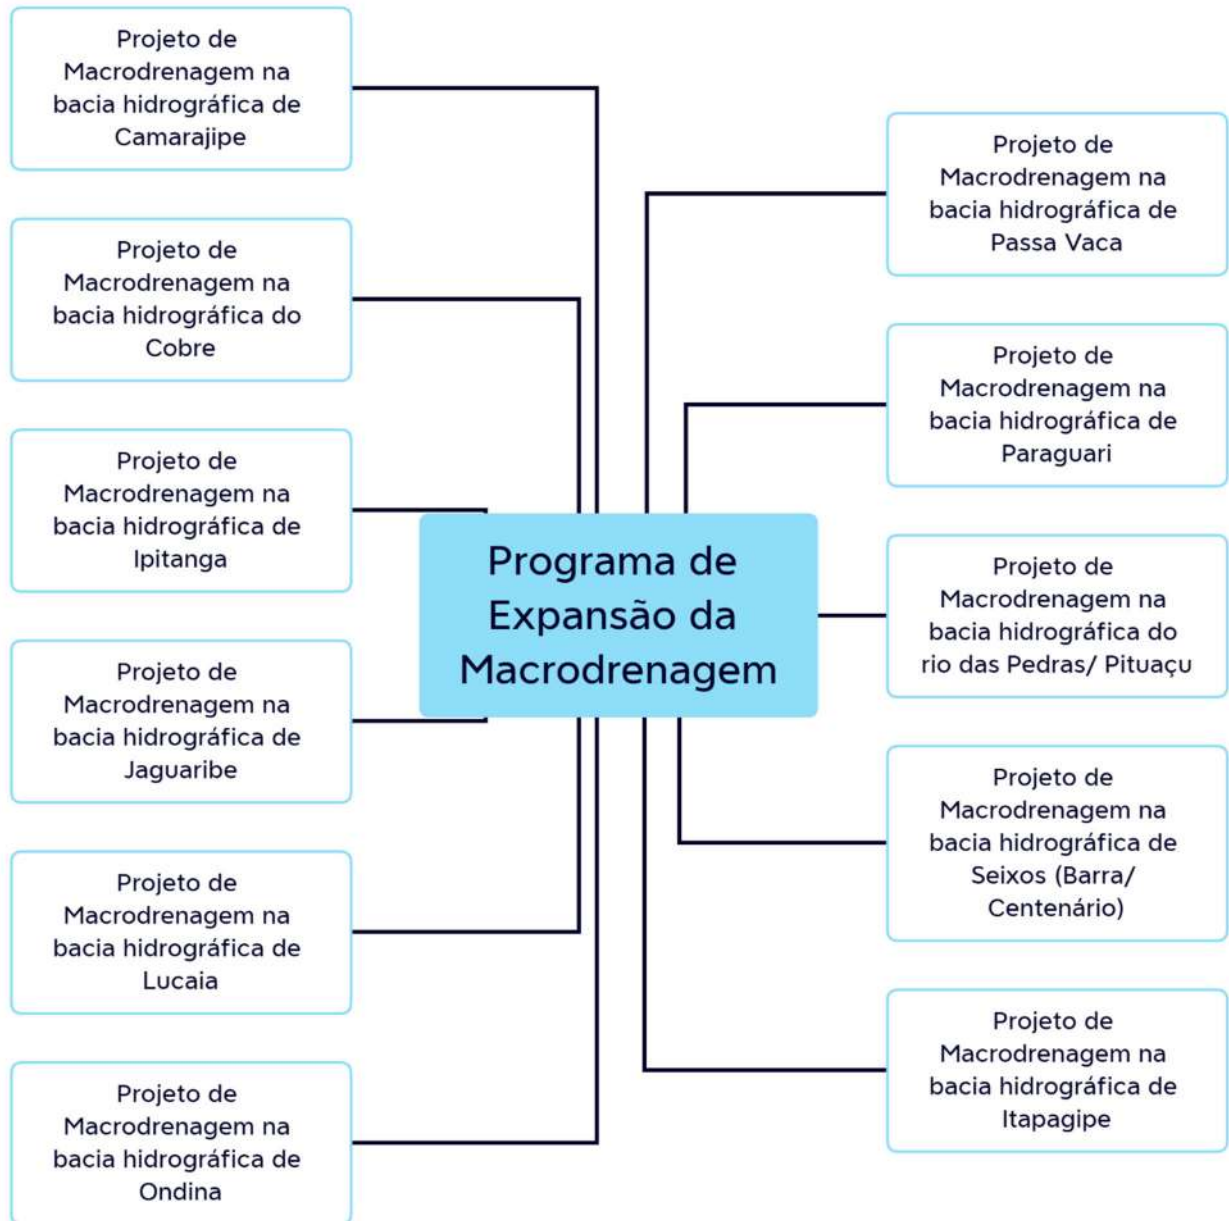 Projeto de
Macrodrenagem na
bacia hidrográfica de
Camarajipe
Projeto de
Macrodrenagem na
bacia hidrográfica do
Cobre
Projeto de
Macrodrenagem na
bacia hidrográfica de
Ipitanga
Projeto de
Macrodrenagem na
bacia hidrográfica de
Jaguaribe
Projeto de
Macrodrenagem na
bacia hidrográfica de
Lucaia
Projeto de
Macrodrenagem na
bacia hidrográfica de
Ondina
Programa de
Expansão da
Macrodrenagem
Projeto de
Macrodrenagem na
bacia hidrográfica de
Passa Vaca
Projeto de
Macrodrenagem na
bacia hidrográfica de
Paraguari
Projeto de
Macrodrenagem na
bacia hidrográfica do
rio das Pedras/ Pituaçu
Projeto de
Macrodrenagem na
bacia hidrográfica de
Seixos (Barra/
Centenário)
Projeto de
Macrodrenagem na
bacia hidrográfica de
Itapagipe